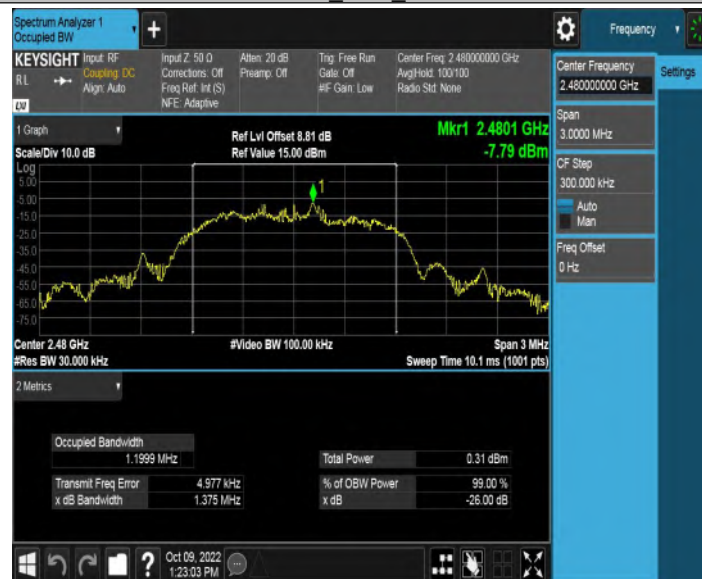 Spectrum Analyzer 1
Occupied BW
+
Frequency
KEYSIGHT
RL
LXI
Input: RF
Coupling: DC
Align: Auto
Input Z: 50 Ω
Corrections: Off
Freq Ref: Int (S)
NFE: Adaptive
Atten: 20 dB
Preamp: Off
Trig: Free Run
Gate: Off
#IF Gain: Low
Center Freq: 2.480000000 GHz
Avg|Hold: 100/100
Radio Std: None
Center Frequency
2.480000000 GHz
Settings
Span
3.0000 MHz
CF Step
300.000 kHz
Auto
Man
Freq Offset
0 Hz
1 Graph
Scale/Div 10.0 dB
Ref Lvl Offset 8.81 dB
Ref Value 15.00 dBm
Mkr1 2.4801 GHz
-7.79 dBm
Log
5.00
-5.00
-15.0
-25.0
-35.0
-45.0
-55.0
-65.0
-75.0
1
Center 2.48 GHz
#Res BW 30.000 kHz
#Video BW 100.00 kHz
Span 3 MHz
Sweep Time 10.1 ms (1001 pts)
2 Metrics
Occupied Bandwidth
1.1999 MHz
Total Power 0.31 dBm
Transmit Freq Error 4.977 kHz
% of OBW Power 99.00 %
x dB Bandwidth 1.375 MHz
x dB -26.00 dB
?
Oct 09, 2022
1:23:03 PM